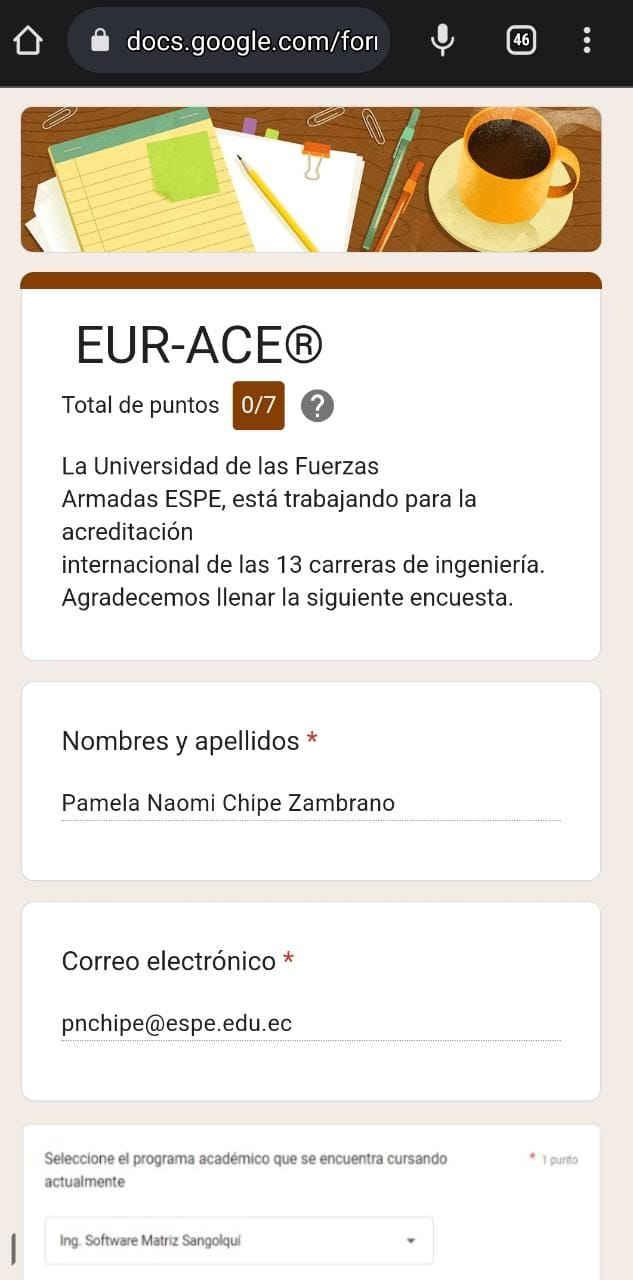 docs.google.com/for
46
EUR-ACE®
Total de puntos 0/7 ?
La Universidad de las Fuerzas
Armadas ESPE, está trabajando para la
acreditación
internacional de las 13 carreras de ingeniería.
Agradecemos llenar la siguiente encuesta.
Nombres y apellidos *
Pamela Naomi Chipe Zambrano
Correo electrónico *
pnchipe@espe.edu.ec
Seleccione el programa académico que se encuentra cursando * 1 punto
actualmente
Ing. Software Matriz Sangolquí